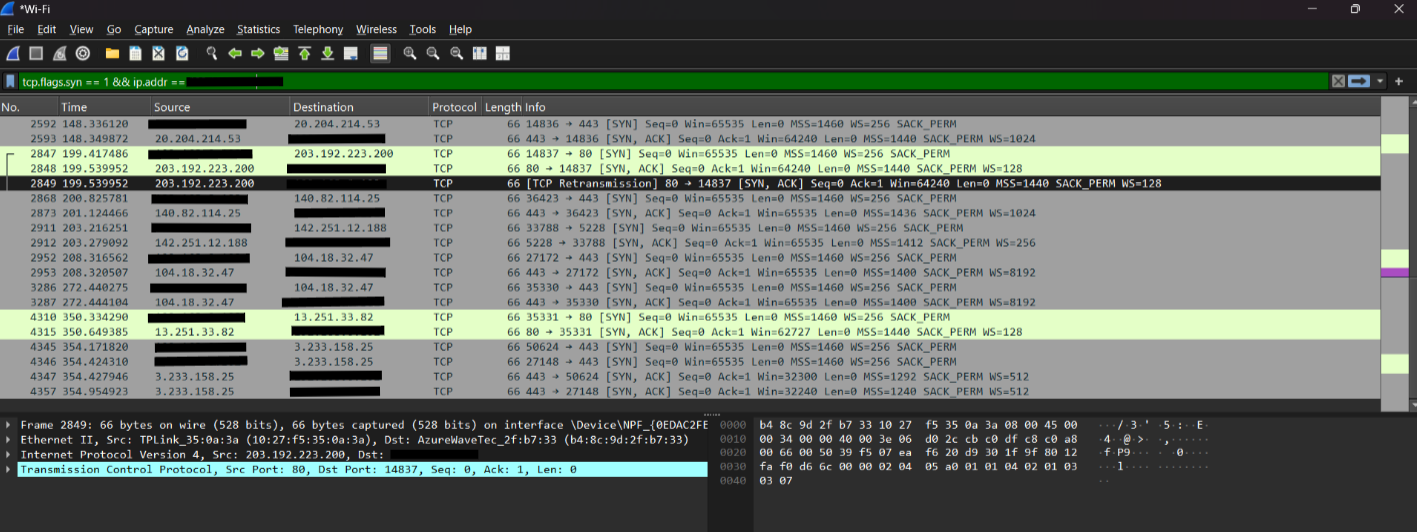 *Wi-Fi
File Edit View Go Capture Analyze Statistics Telephony Wireless Tools Help
tcp.flags.syn == 1 && ip.addr ==
No. Time Source Destination Protocol Length Info
2592 148.336120 20.204.214.53 TCP 66 14836 → 443 [SYN] Seq=0 Win=65535 Len=0 MSS=1460 WS=256 SACK_PERM
2593 148.349872 20.204.214.53 TCP 66 443 → 14836 [SYN, ACK] Seq=0 Ack=1 Win=64240 Len=0 MSS=1440 SACK_PERM WS=1024
2847 199.417486 203.192.223.200 TCP 66 14837 → 80 [SYN] Seq=0 Win=65535 Len=0 MSS=1460 WS=256 SACK_PERM
2848 199.539952 203.192.223.200 TCP 66 80 → 14837 [SYN, ACK] Seq=0 Ack=1 Win=64240 Len=0 MSS=1440 SACK_PERM WS=128
2849 199.539952 203.192.223.200 TCP 66 [TCP Retransmission] 80 → 14837 [SYN, ACK] Seq=0 Ack=1 Win=64240 Len=0 MSS=1440 SACK_PERM WS=128
2868 200.825781 140.82.114.25 TCP 66 36423 → 443 [SYN] Seq=0 Win=65535 Len=0 MSS=1460 WS=256 SACK_PERM
2873 201.124466 140.82.114.25 TCP 66 443 → 36423 [SYN, ACK] Seq=0 Ack=1 Win=65535 Len=0 MSS=1436 SACK_PERM WS=1024
2911 203.216251 142.251.12.188 TCP 66 33788 → 5228 [SYN] Seq=0 Win=65535 Len=0 MSS=1460 WS=256 SACK_PERM
2912 203.279092 142.251.12.188 TCP 66 5228 → 33788 [SYN, ACK] Seq=0 Ack=1 Win=65535 Len=0 MSS=1412 SACK_PERM WS=256
2952 208.316562 104.18.32.47 TCP 66 27172 → 443 [SYN] Seq=0 Win=65535 Len=0 MSS=1460 WS=256 SACK_PERM
2953 208.320507 104.18.32.47 TCP 66 443 → 27172 [SYN, ACK] Seq=0 Ack=1 Win=65535 Len=0 MSS=1400 SACK_PERM WS=8192
3286 272.440275 104.18.32.47 TCP 66 35330 → 443 [SYN] Seq=0 Win=65535 Len=0 MSS=1460 WS=256 SACK_PERM
3287 272.444104 104.18.32.47 TCP 66 443 → 35330 [SYN, ACK] Seq=0 Ack=1 Win=65535 Len=0 MSS=1400 SACK_PERM WS=8192
4310 350.334290 13.251.33.82 TCP 66 35331 → 80 [SYN] Seq=0 Win=65535 Len=0 MSS=1460 WS=256 SACK_PERM
4315 350.649385 13.251.33.82 TCP 66 80 → 35331 [SYN, ACK] Seq=0 Ack=1 Win=62727 Len=0 MSS=1440 SACK_PERM WS=128
4345 354.171820 3.233.158.25 TCP 66 50624 → 443 [SYN] Seq=0 Win=65535 Len=0 MSS=1460 WS=256 SACK_PERM
4346 354.424310 3.233.158.25 TCP 66 27148 → 443 [SYN] Seq=0 Win=65535 Len=0 MSS=1460 WS=256 SACK_PERM
4347 354.427946 3.233.158.25 TCP 66 443 → 50624 [SYN, ACK] Seq=0 Ack=1 Win=32300 Len=0 MSS=1292 SACK_PERM WS=512
4357 354.954923 3.233.158.25 TCP 66 443 → 27148 [SYN, ACK] Seq=0 Ack=1 Win=32240 Len=0 MSS=1240 SACK_PERM WS=512
Frame 2849: 66 bytes on wire (528 bits), 66 bytes captured (528 bits) on interface \Device\NPF_{0EDAC2FE
Ethernet II, Src: TPLink_35:0a:3a (10:27:f5:35:0a:3a), Dst: AzureWaveTec_2f:b7:33 (b4:8c:9d:2f:b7:33)
Internet Protocol Version 4, Src: 203.192.223.200, Dst:
Transmission Control Protocol, Src Port: 80, Dst Port: 14837, Seq: 0, Ack: 1, Len: 0
0000 b4 8c 9d 2f b7 33 10 27 f5 35 0a 3a 08 00 45 00 ···/·3·' ·5·:··E·
0010 00 34 00 00 40 00 3e 06 d0 2c cb c0 df c8 c0 a8 ·4··@·>· ·,······
0020 00 66 00 50 39 f5 07 ea f6 20 d9 30 1f 9f 80 12 ·f·P9··· · ·0····
0030 fa f0 d6 6c 00 00 02 04 05 a0 01 01 04 02 01 03 ···l···· ········
0040 03 07 ··